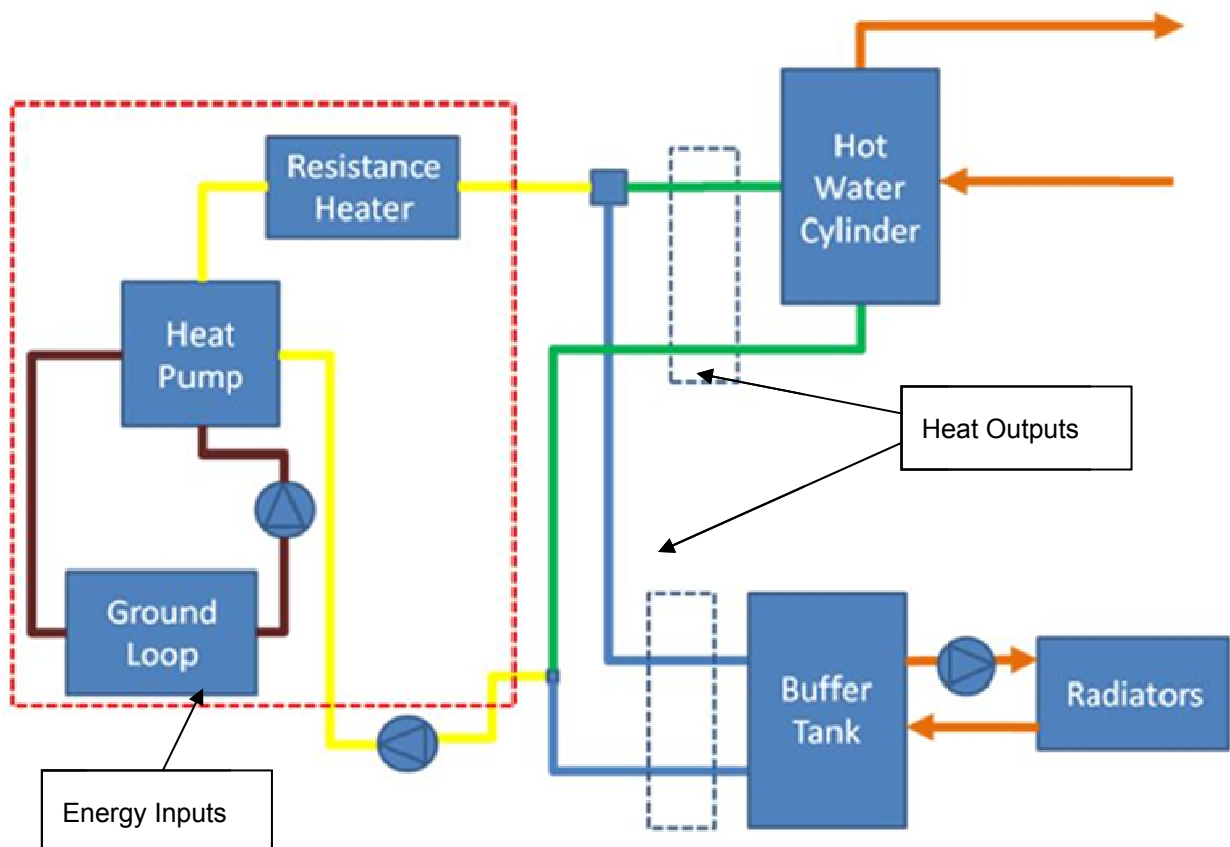 Resistance
Heater
Hot
Water
Cylinder
Heat
Pump
Heat Outputs
Ground
Loop
Buffer
Tank
Radiators
Energy Inputs